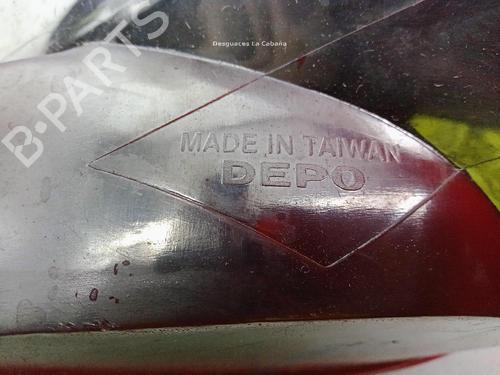 Desguaces La Cabaña
B-PARTS
MADE IN TAIWAN
DEPO